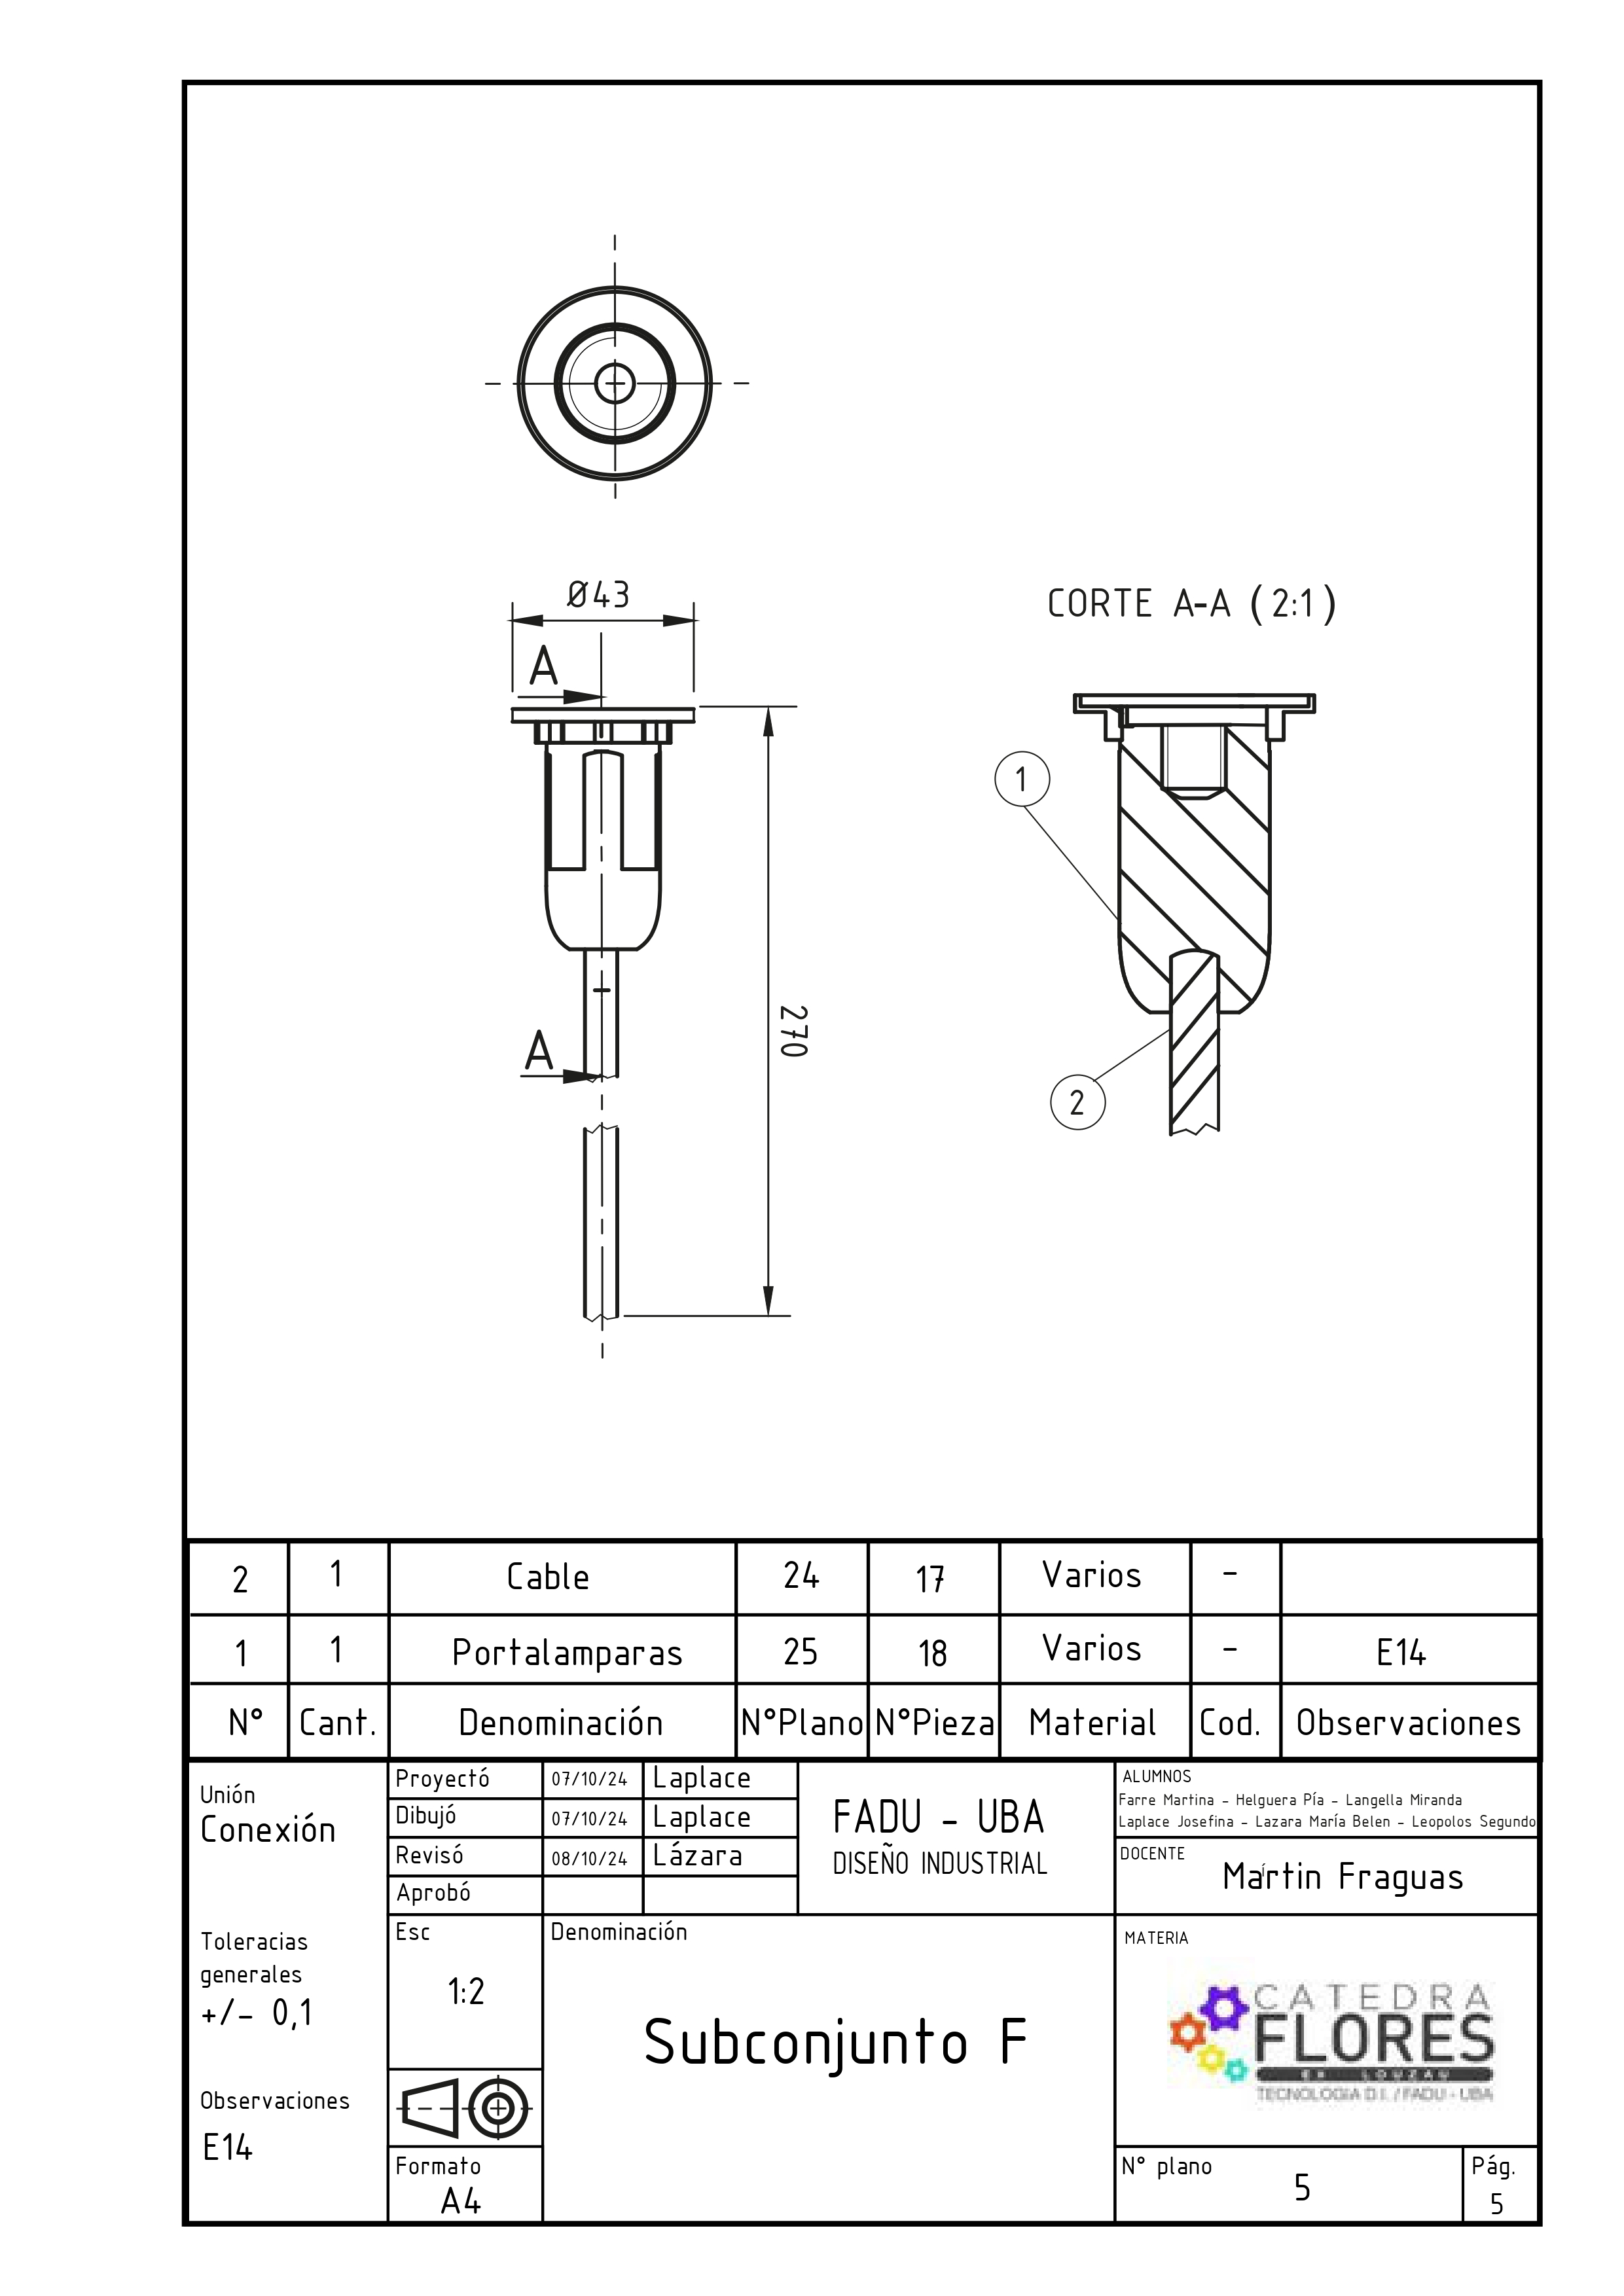 Ø43
A
A
270
CORTE A-A (2:1)
1
2
2 1 Cable 24 17 Varios -
1 1 Portalamparas 25 18 Varios - E14
N° Cant. Denominación N°Plano N°Pieza Material Cod. Observaciones
Unión
Conexión
Toleracias
generales
+/- 0,1
Observaciones
E14
Proyectó 07/10/24 Laplace
Dibujó 07/10/24 Laplace
Revisó 08/10/24 Lázara
Aprobó
Esc
1:2
Formato
A4
FADU - UBA
DISEÑO INDUSTRIAL
Denominación
Subconjunto F
ALUMNOS
Farre Martina - Helguera Pía - Langella Miranda
Laplace Josefina - Lazara María Belen - Leopolos Segundo
DOCENTE
Martin Fraguas
MATERIA
CATEDRA
FLORES
EX LOUZAU
TECNOLOGIA D.I. / FADU - UBA
N° plano
5
Pág.
5